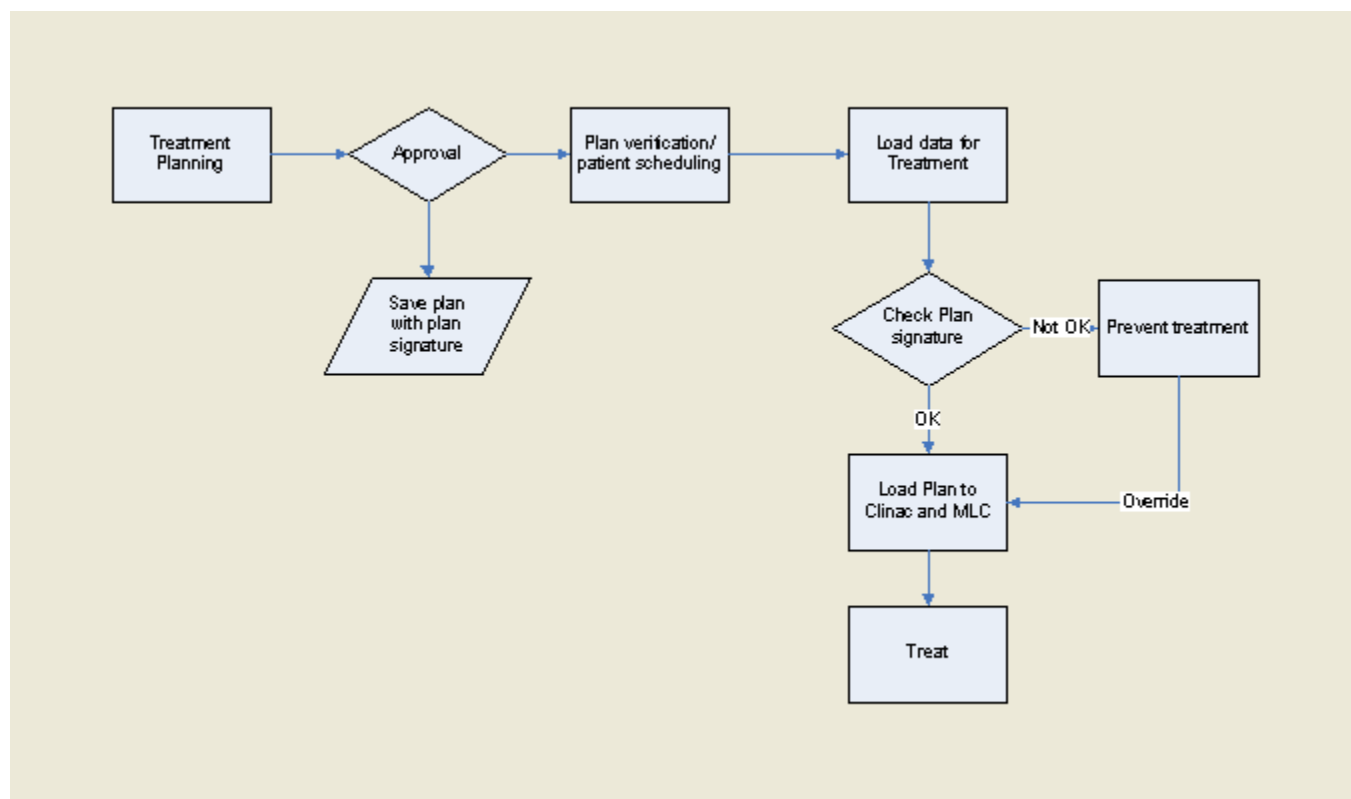 Treatment
Planning
Approval
Plan verification/
patient scheduling
Load data for
Treatment
Save plan
with plan
signature
Check Plan
signature
Not OK
Prevent treatment
OK
Load Plan to
Clinac and MLC
Override
Treat